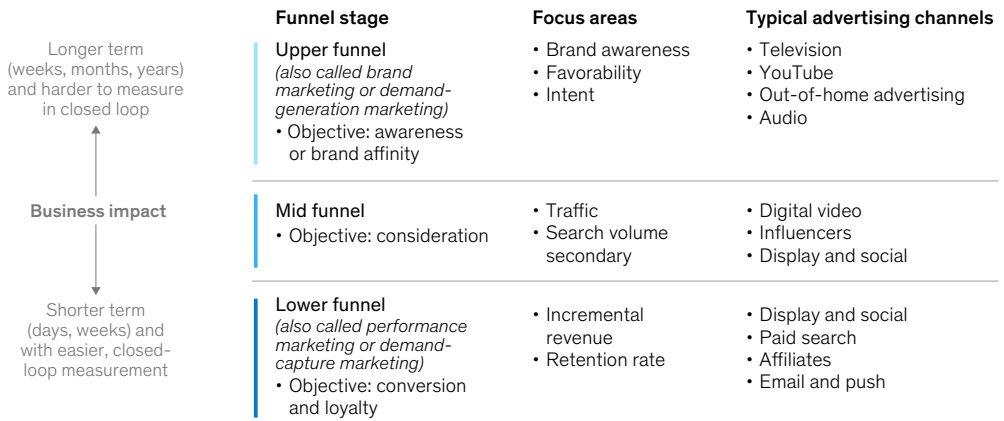 Funnel stage
Focus areas
Typical advertising channels
Longer term
(weeks, months, years)
and harder to measure
in closed loop
Business impact
Shorter term
(days, weeks) and
with easier, closed-
loop measurement
Upper funnel
(also called brand
marketing or demand-
generation marketing)
• Objective: awareness
or brand affinity
• Brand awareness
• Favorability
• Intent
• Television
• YouTube
• Out-of-home advertising
• Audio
Mid funnel
• Objective: consideration
• Traffic
• Search volume
secondary
• Digital video
• Influencers
• Display and social
Lower funnel
(also called performance
marketing or demand-
capture marketing)
• Objective: conversion
and loyalty
• Incremental
revenue
• Retention rate
• Display and social
• Paid search
• Affiliates
• Email and push